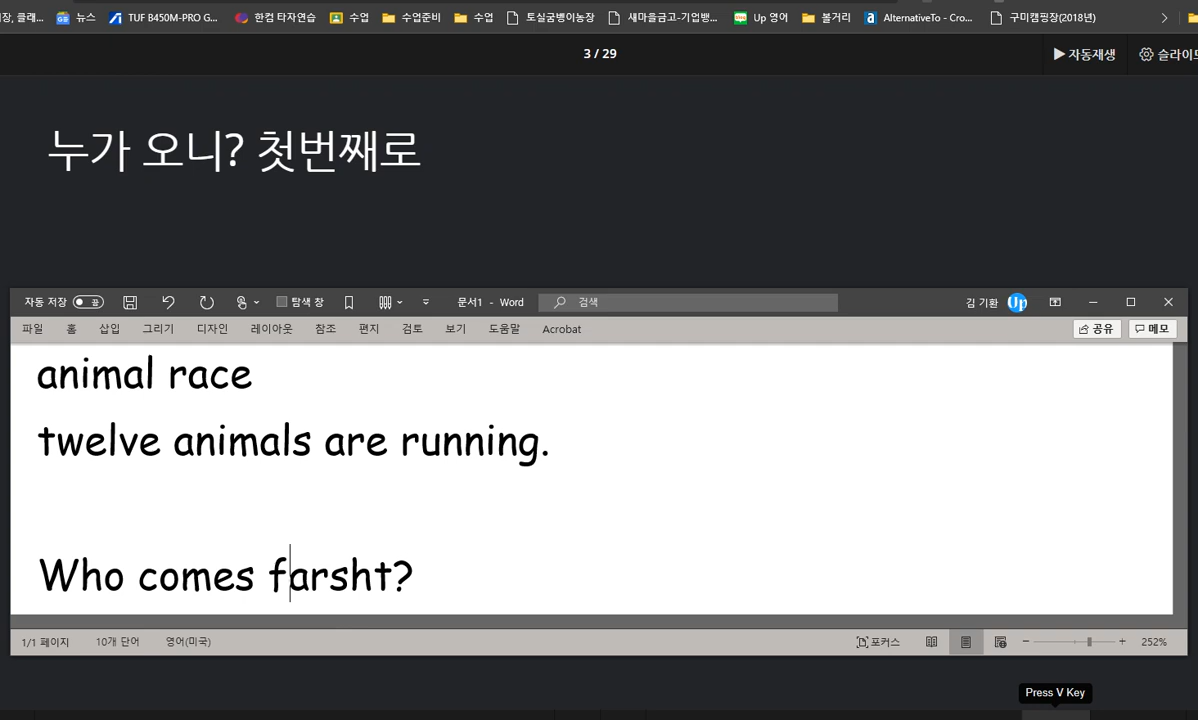 장, 클래... 뉴스 TUF B450M-PRO G... 한컴 타자연습 수업 수업준비 수업 토실굼벵이농장 새마을금고-기업뱅... Up 영어 볼거리 AlternativeTo - Cro... 구미캠핑장(2018년)
3 / 29 ▶ 자동재생 슬라이드
누가 오니? 첫번째로
자동 저장 끔 탐색 창 문서1 - Word 검색 김 기환 Up
파일 홈 삽입 그리기 디자인 레이아웃 참조 편지 검토 보기 도움말 Acrobat 공유 메모
animal race
twelve animals are running.
Who comes farsht?
1/1 페이지 10개 단어 영어(미국) 포커스 - + 252%
Press V Key